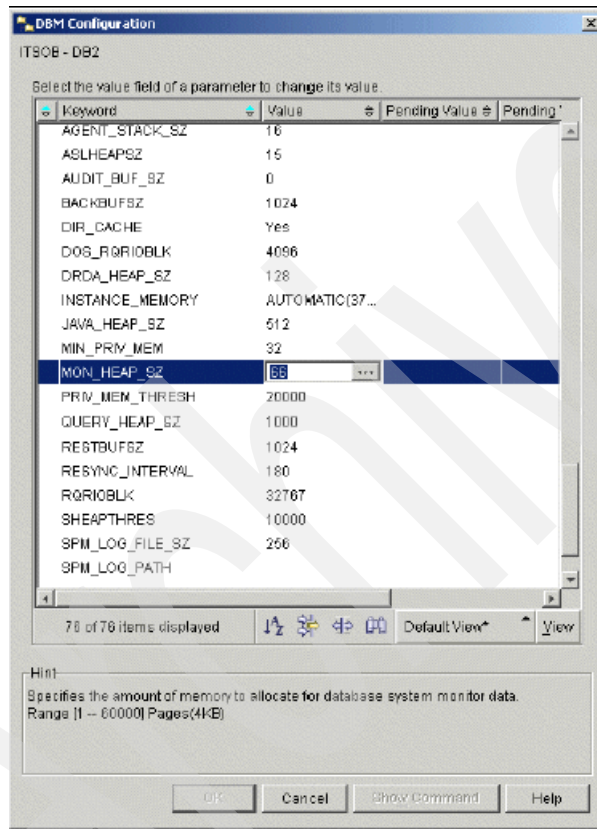 DBM Configuration
ITSOB - DB2
Select the value field of a parameter to change its value.
Keyword Value Pending Value Pending
AGENT_STACK_SZ 16
ASLHEAPSZ 15
AUDIT_BUF_SZ 0
BACKBUFSZ 1024
DIR_CACHE Yes
DOS_RQRIOBLK 4096
DRDA_HEAP_SZ 128
INSTANCE_MEMORY AUTOMATIC(37...
JAVA_HEAP_SZ 512
MIN_PRIV_MEM 32
MON_HEAP_SZ 66 ...
PRIV_MEM_THRESH 20000
QUERY_HEAP_SZ 1000
RESTBUFSZ 1024
RESYNC_INTERVAL 180
RQRIOBLK 32767
SHEAPTHRES 10000
SPM_LOG_FILE_SZ 256
SPM_LOG_PATH
76 of 76 items displayed Default View* View
Hint
Specifies the amount of memory to allocate for database system monitor data.
Range [1 -- 60000] Pages(4KB)
OK Cancel Show Command Help